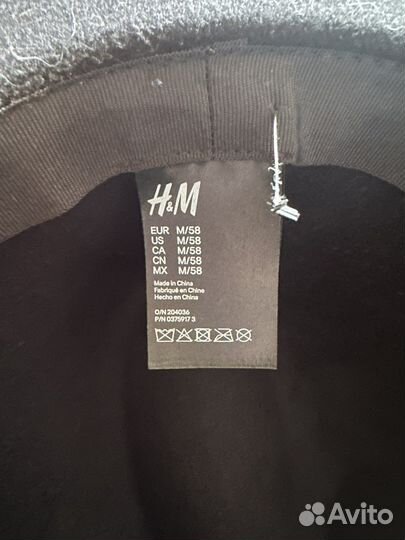 H&M
EUR M/58
US M/58
CA M/58
CN M/58
MX M/58
Made in China
Fabriqué en Chine
Hecho en China
O/N 204036
P/N 0375917 3
Avito